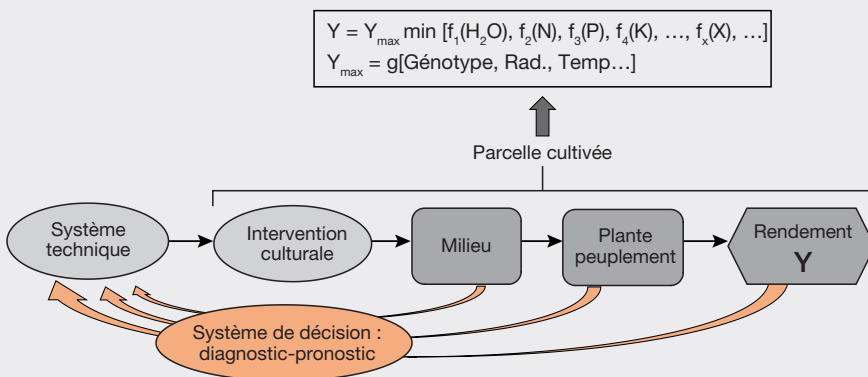 Y = Yₘₐₓ min [f₁(H₂O), f₂(N), f₃(P), f₄(K), …, fₓ(X), …]
Yₘₐₓ = g[Génotype, Rad., Temp…]
Parcelle cultivée
Système
technique
Intervention
culturale
Milieu
Plante
peuplement
Rendement
Y
Système de décision :
diagnostic-pronostic